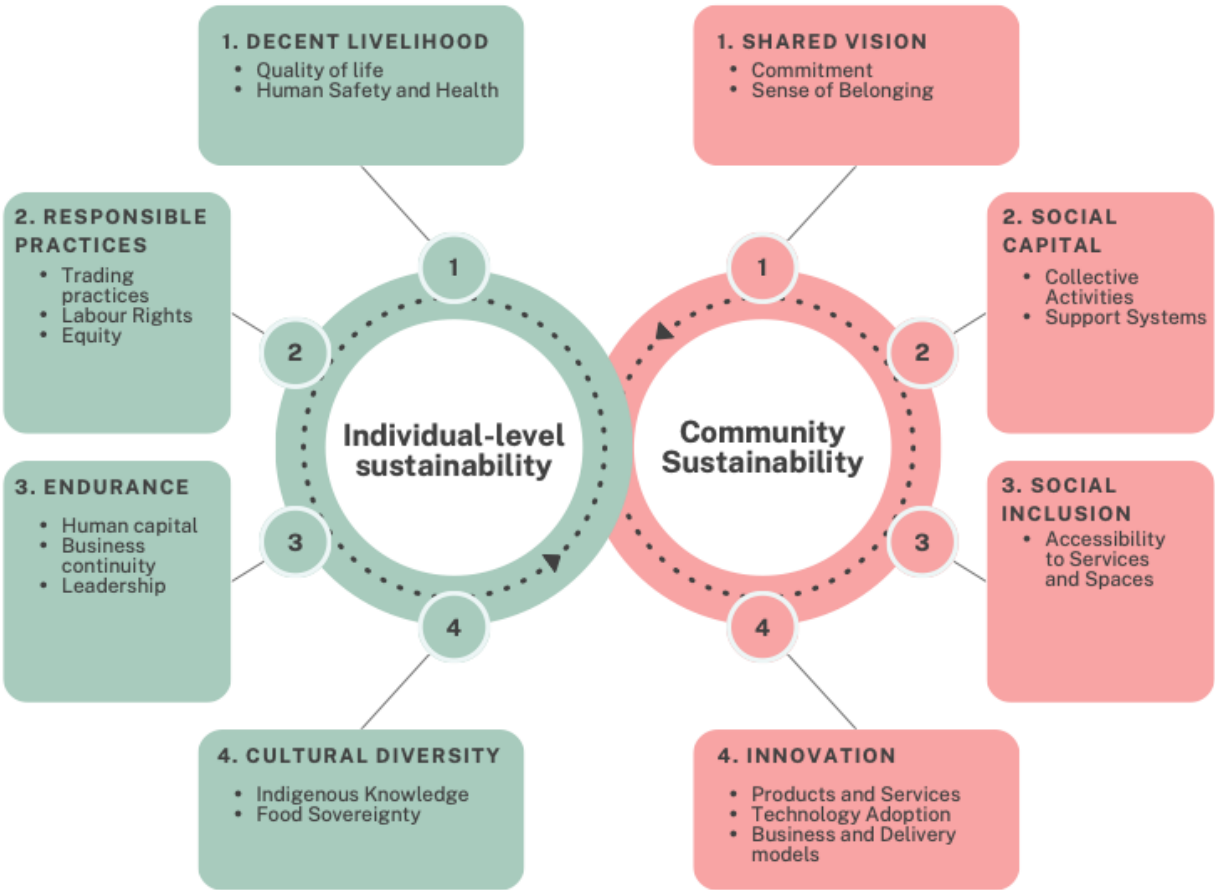 1. DECENT LIVELIHOOD
• Quality of life
• Human Safety and Health
2. RESPONSIBLE
PRACTICES
• Trading
practices
• Labour Rights
• Equity
3. ENDURANCE
• Human capital
• Business
continuity
• Leadership
4. CULTURAL DIVERSITY
• Indigenous Knowledge
• Food Sovereignty
1
2
3
4
Individual-level
sustainability
1. SHARED VISION
• Commitment
• Sense of Belonging
2. SOCIAL
CAPITAL
• Collective
Activities
• Support Systems
3. SOCIAL
INCLUSION
• Accessibility
to Services
and Spaces
4. INNOVATION
• Products and Services
• Technology Adoption
• Business and Delivery
models
1
2
3
4
Community
Sustainability